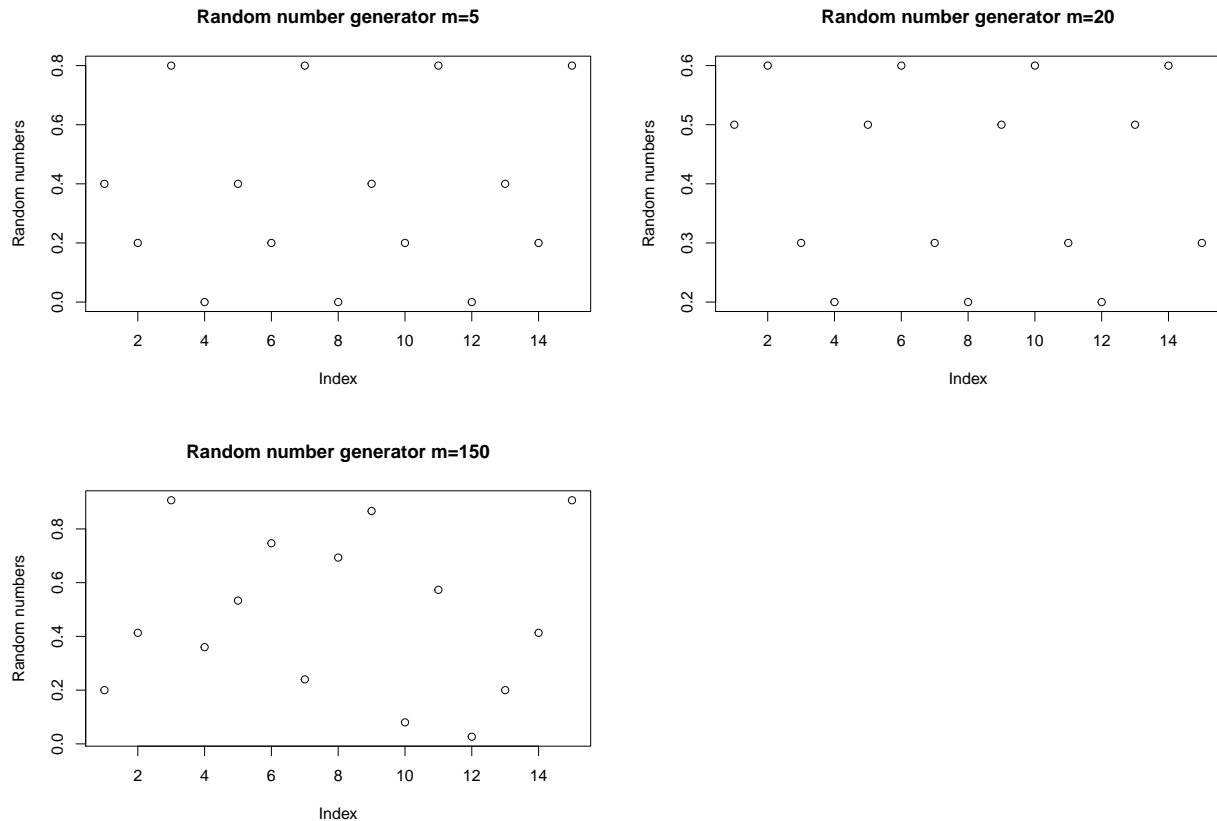 Random number generator m=5
Random numbers
0.0 0.2 0.4 0.6 0.8
2 4 6 8 10 12 14
Index
Random number generator m=20
Random numbers
0.2 0.3 0.4 0.5 0.6
2 4 6 8 10 12 14
Index
Random number generator m=150
Random numbers
0.0 0.2 0.4 0.6 0.8
2 4 6 8 10 12 14
Index